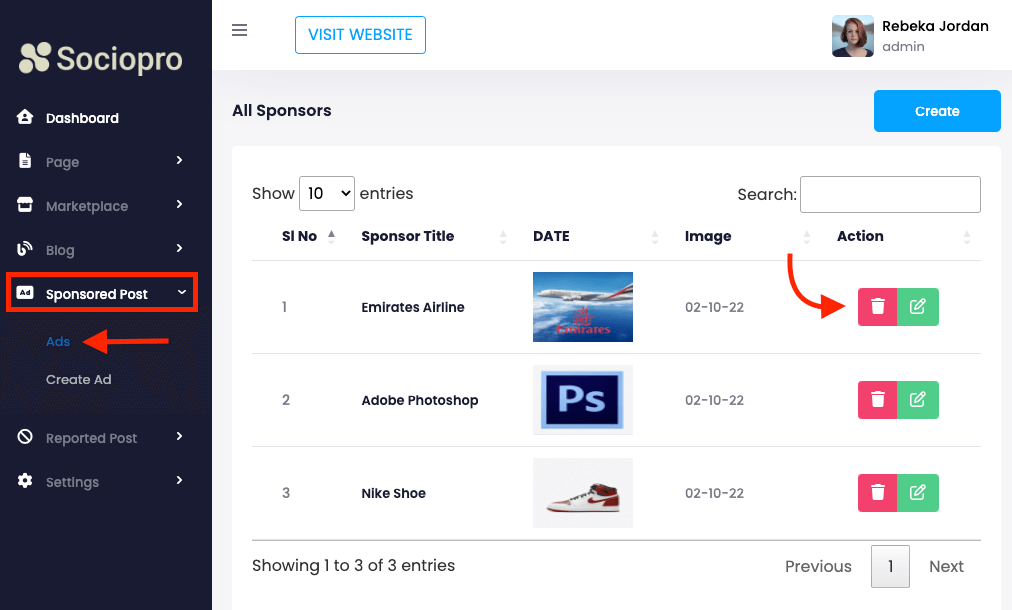 Sociopro
VISIT WEBSITE
Rebeka Jordan
admin
Dashboard
Page
Marketplace
Blog
Ad Sponsored Post
Ads
Create Ad
Reported Post
Settings
All Sponsors
Create
Show 10 entries
Search:
Sl No Sponsor Title DATE Image Action
1 Emirates Airline Emirates 02-10-22
2 Adobe Photoshop Ps 02-10-22
3 Nike Shoe 02-10-22
Showing 1 to 3 of 3 entries
Previous 1 Next